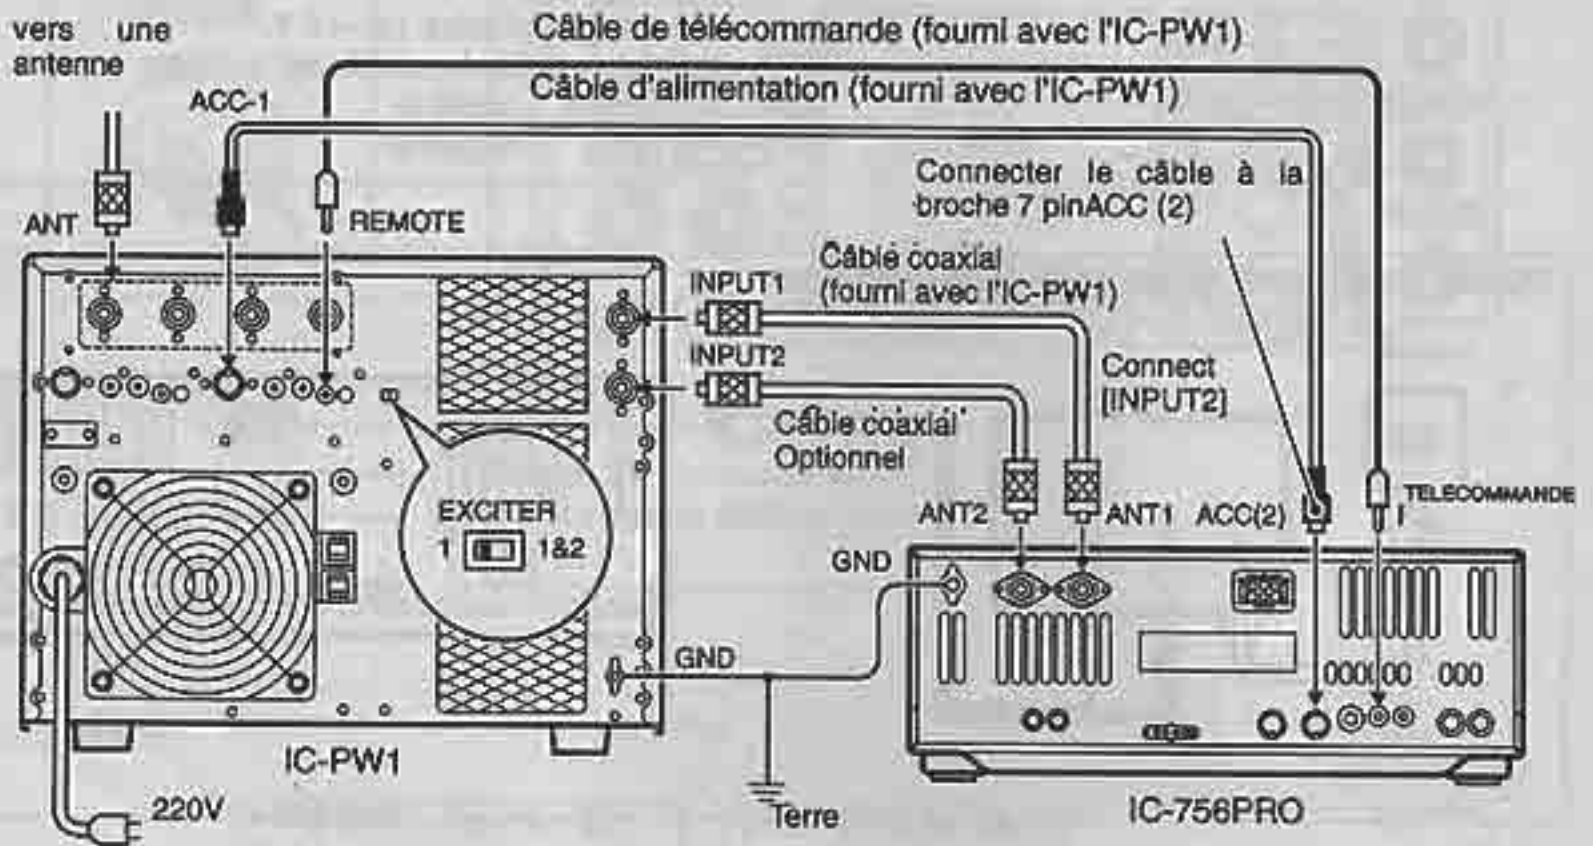 vers une
antenne
Câble de télécommande (fourni avec l'IC-PW1)
Câble d'alimentation (fourni avec l'IC-PW1)
ACC-1
Connecter le câble à la
broche 7 pinACC (2)
ANT
REMOTE
INPUT1
Câble coaxial
(fourni avec l'IC-PW1)
INPUT2
Connect
[INPUT2]
Câble coaxial
Optionnel
EXCITER
1 1&2
ANT2
ANT1
ACC(2)
TELECOMMANDE
GND
GND
IC-PW1
220V
Terre
IC-756PRO